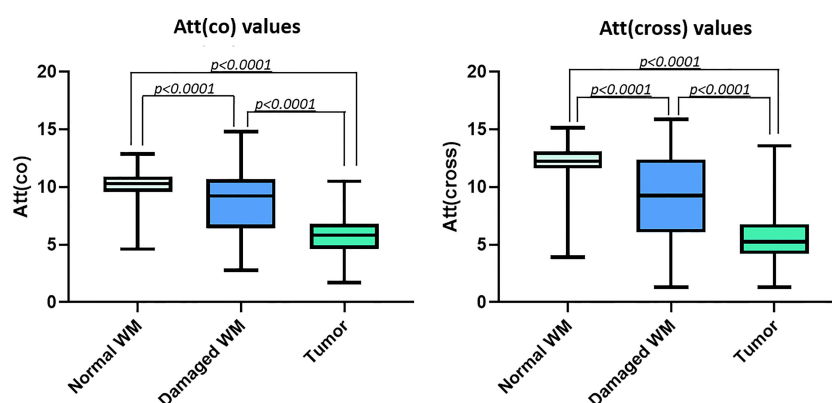 Att(co) values
p<0.0001
p<0.0001
p<0.0001
20
15
10
5
0
Att(co)
Normal WM
Damaged WM
Tumor
Att(cross) values
p<0.0001
p<0.0001
p<0.0001
20
15
10
5
0
Att(cross)
Normal WM
Damaged WM
Tumor